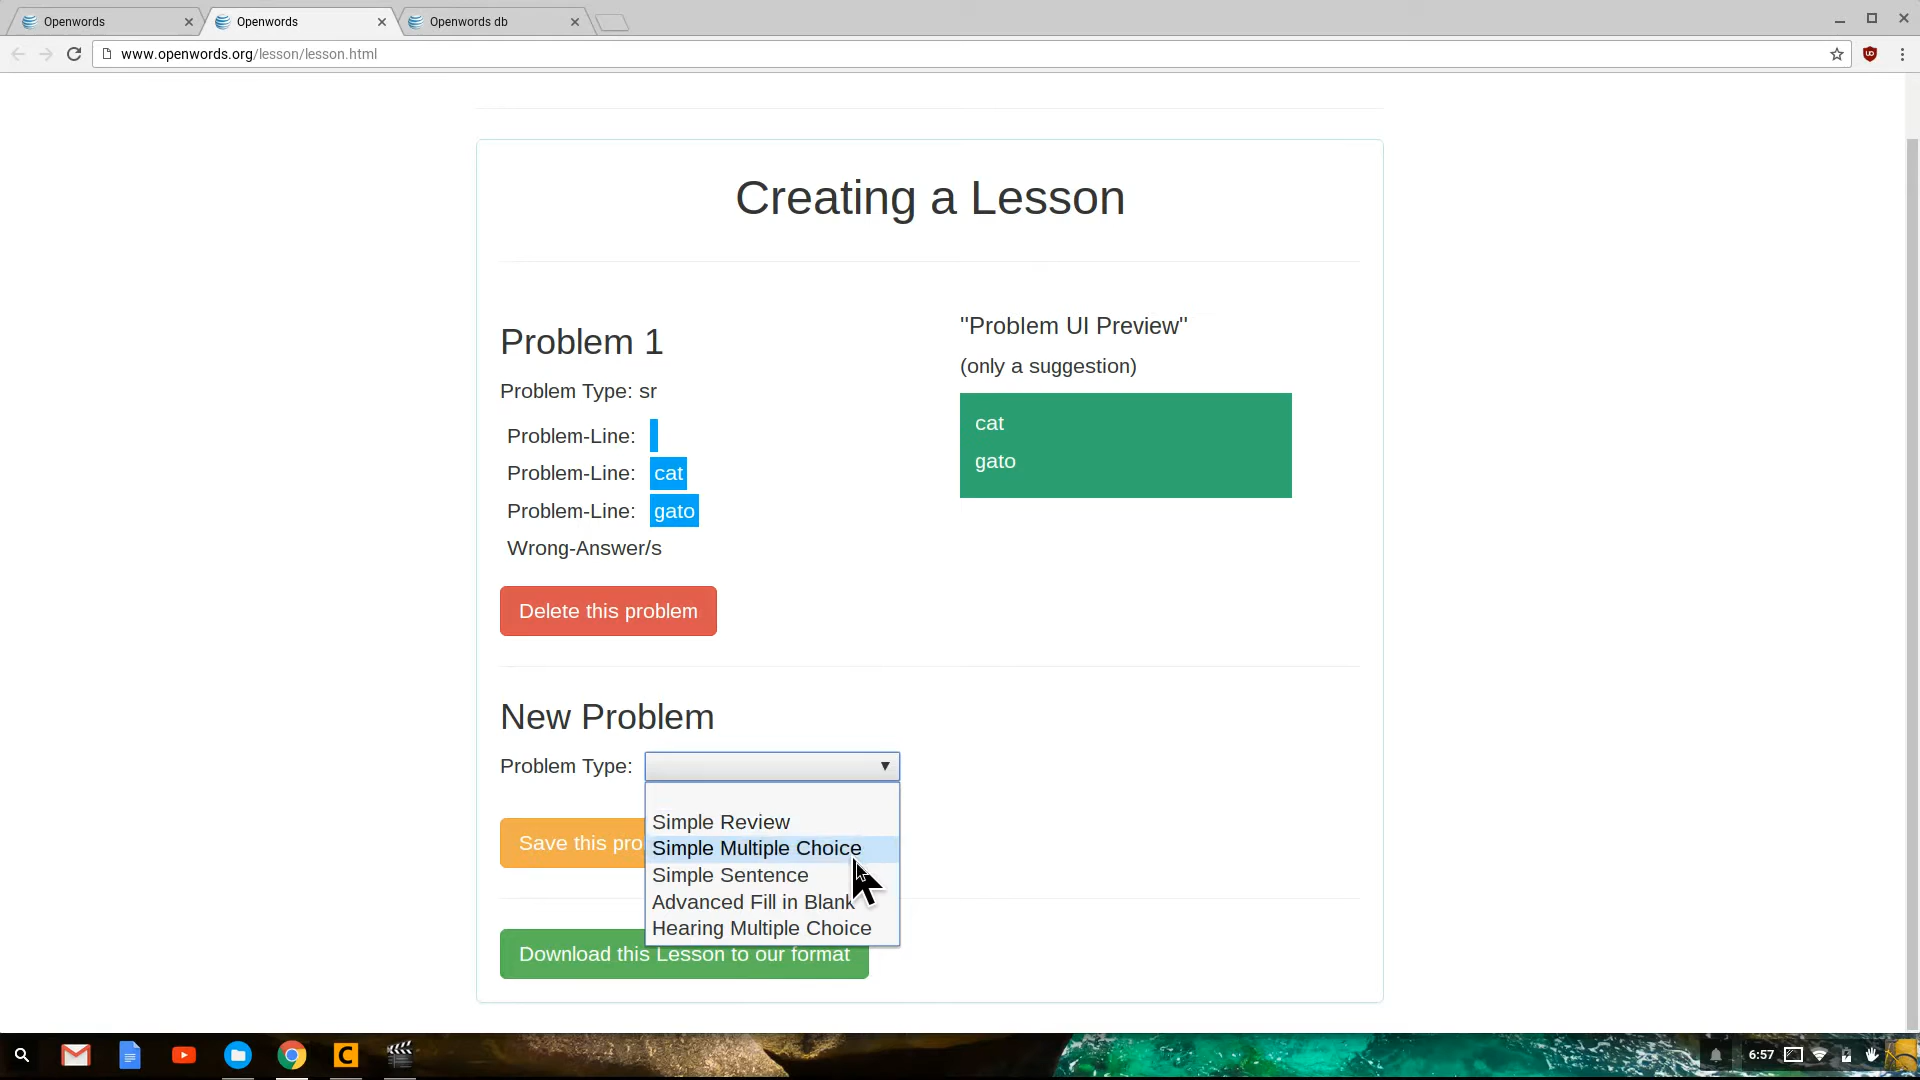 Openwords
Openwords
Openwords db
www.openwords.org/lesson/lesson.html
Creating a Lesson
Problem 1
Problem Type: sr
Problem-Line:
Problem-Line: cat
Problem-Line: gato
Wrong-Answer/s
Delete this problem
"Problem UI Preview"
(only a suggestion)
cat
gato
New Problem
Problem Type:
Simple Review
Simple Multiple Choice
Simple Sentence
Advanced Fill in Blank
Hearing Multiple Choice
Save this pro
Download this Lesson to our format
6:57